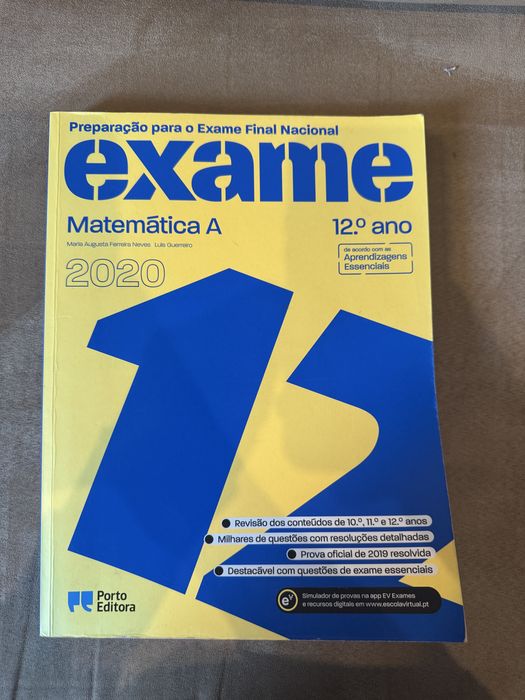 Preparação para o Exame Final Nacional
exame
Matemática A
12.º ano
Maria Augusta Ferreira Neves Luís Guerreiro
de acordo com as
Aprendizagens
Essenciais
2020
12
Revisão dos conteúdos de 10.º, 11.º e 12.º anos
Milhares de questões com resoluções detalhadas
Prova oficial de 2019 resolvida
Destacável com questões de exame essenciais
Porto
Editora
eV
Simulador de provas na app EV Exames
e recursos digitais em www.escolavirtual.pt